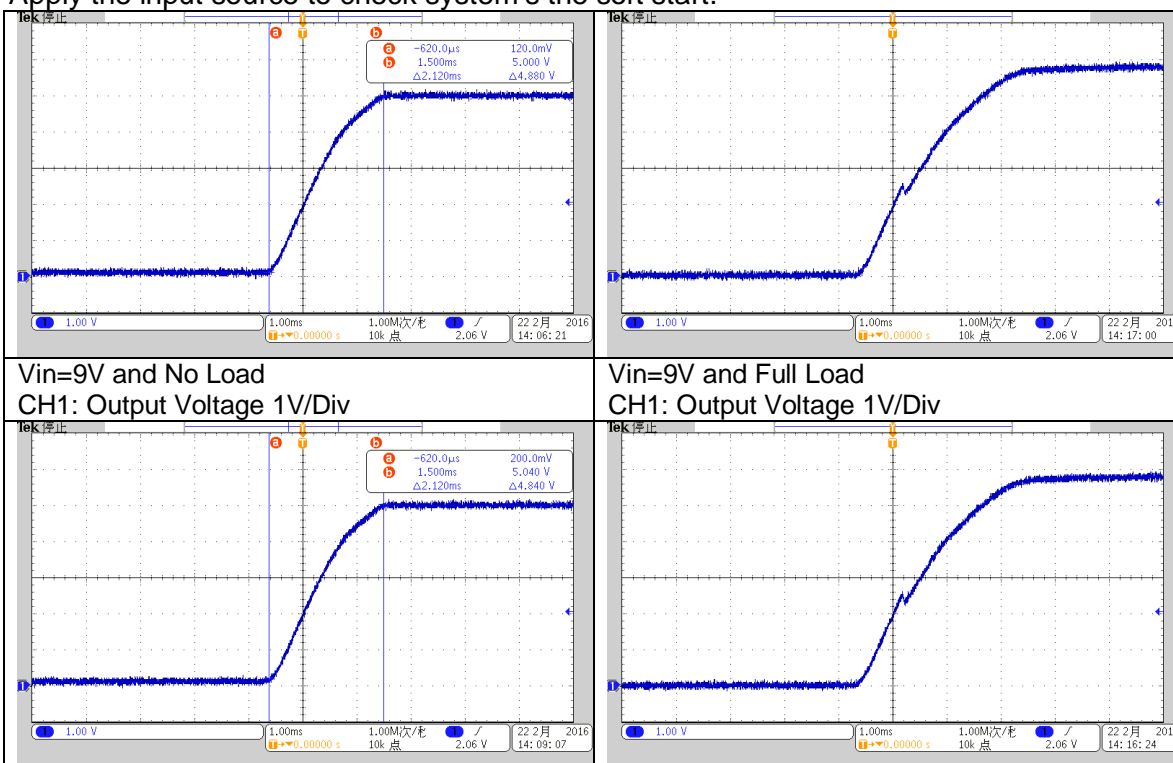 Apply the input source to check system's the soft start.
Tek 停止
a
b
a -620.0µs 120.0mV
b 1.500ms 5.000 V
△2.120ms △4.880 V
1 1.00 V
1.00ms
T→▼0.00000 s
1.00M次/秒
10k 点
1 / 2.06 V
22 2月 2016
14:06:21
Tek 停止
1 1.00 V
1.00ms
T→▼0.00000 s
1.00M次/秒
10k 点
1 / 2.06 V
22 2月 201
14:17:00
Vin=9V and No Load
CH1: Output Voltage 1V/Div
Vin=9V and Full Load
CH1: Output Voltage 1V/Div
Tek 停止
a
b
a -620.0µs 200.0mV
b 1.500ms 5.040 V
△2.120ms △4.840 V
1 1.00 V
1.00ms
T→▼0.00000 s
1.00M次/秒
10k 点
1 / 2.06 V
22 2月 2016
14:09:07
Tek 停止
1 1.00 V
1.00ms
T→▼0.00000 s
1.00M次/秒
10k 点
1 / 2.06 V
22 2月 201
14:16:24